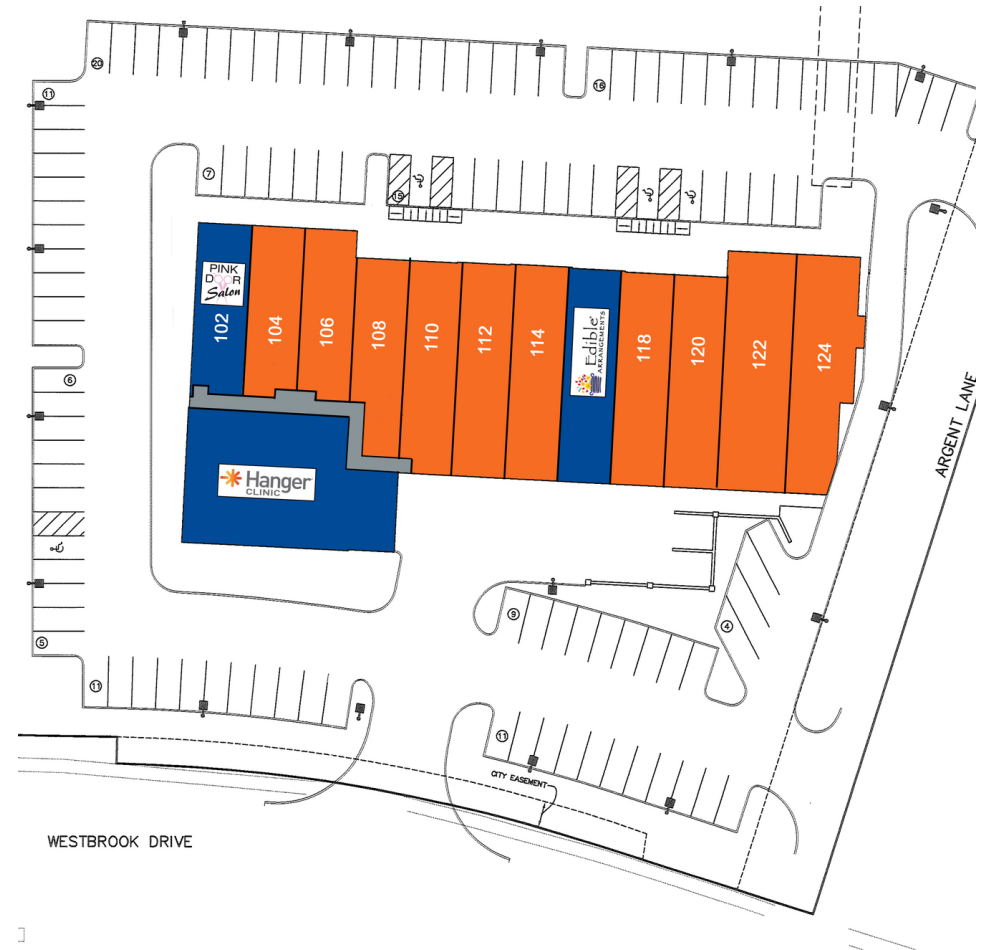 20
16
11
7
15
PINK
DOOR
Salon
102
104
106
108
110
112
114
Edible
ARRANGEMENTS
118
120
122
124
6
Hanger
CLINIC
ARGENT LANE
9
4
5
11
11
CITY EASEMENT
WESTBROOK DRIVE